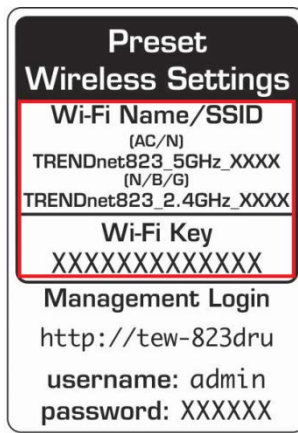 Preset
Wireless Settings
Wi-Fi Name/SSID
(AC/N)
TRENDnet823_5GHz_XXXX
(N/B/G)
TRENDnet823_2.4GHz_XXXX
Wi-Fi Key
XXXXXXXXXXXXX
Management Login
http://tew-823dru
username: admin
password: XXXXXX